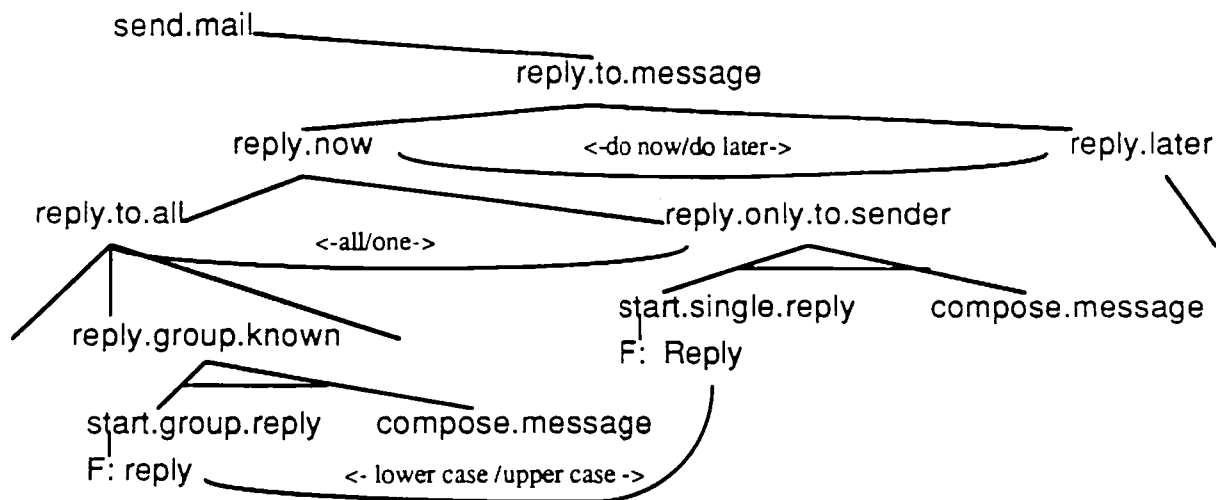 send.mail
reply.to.message
reply.now <-do now/do later-> reply.later
reply.to.all <-all/one-> reply.only.to.sender
start.single.reply compose.message
reply.group.known
F: Reply
start.group.reply compose.message
F: reply <- lower case /upper case ->